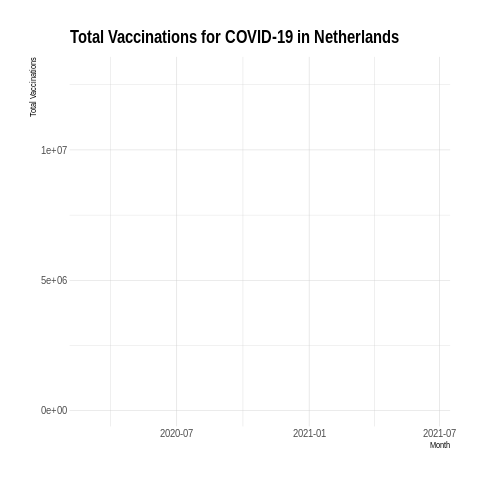 Total Vaccinations for COVID-19 in Netherlands
Total Vaccinations
1e+07
5e+06
0e+00
2020-07 2021-01 2021-07
Month